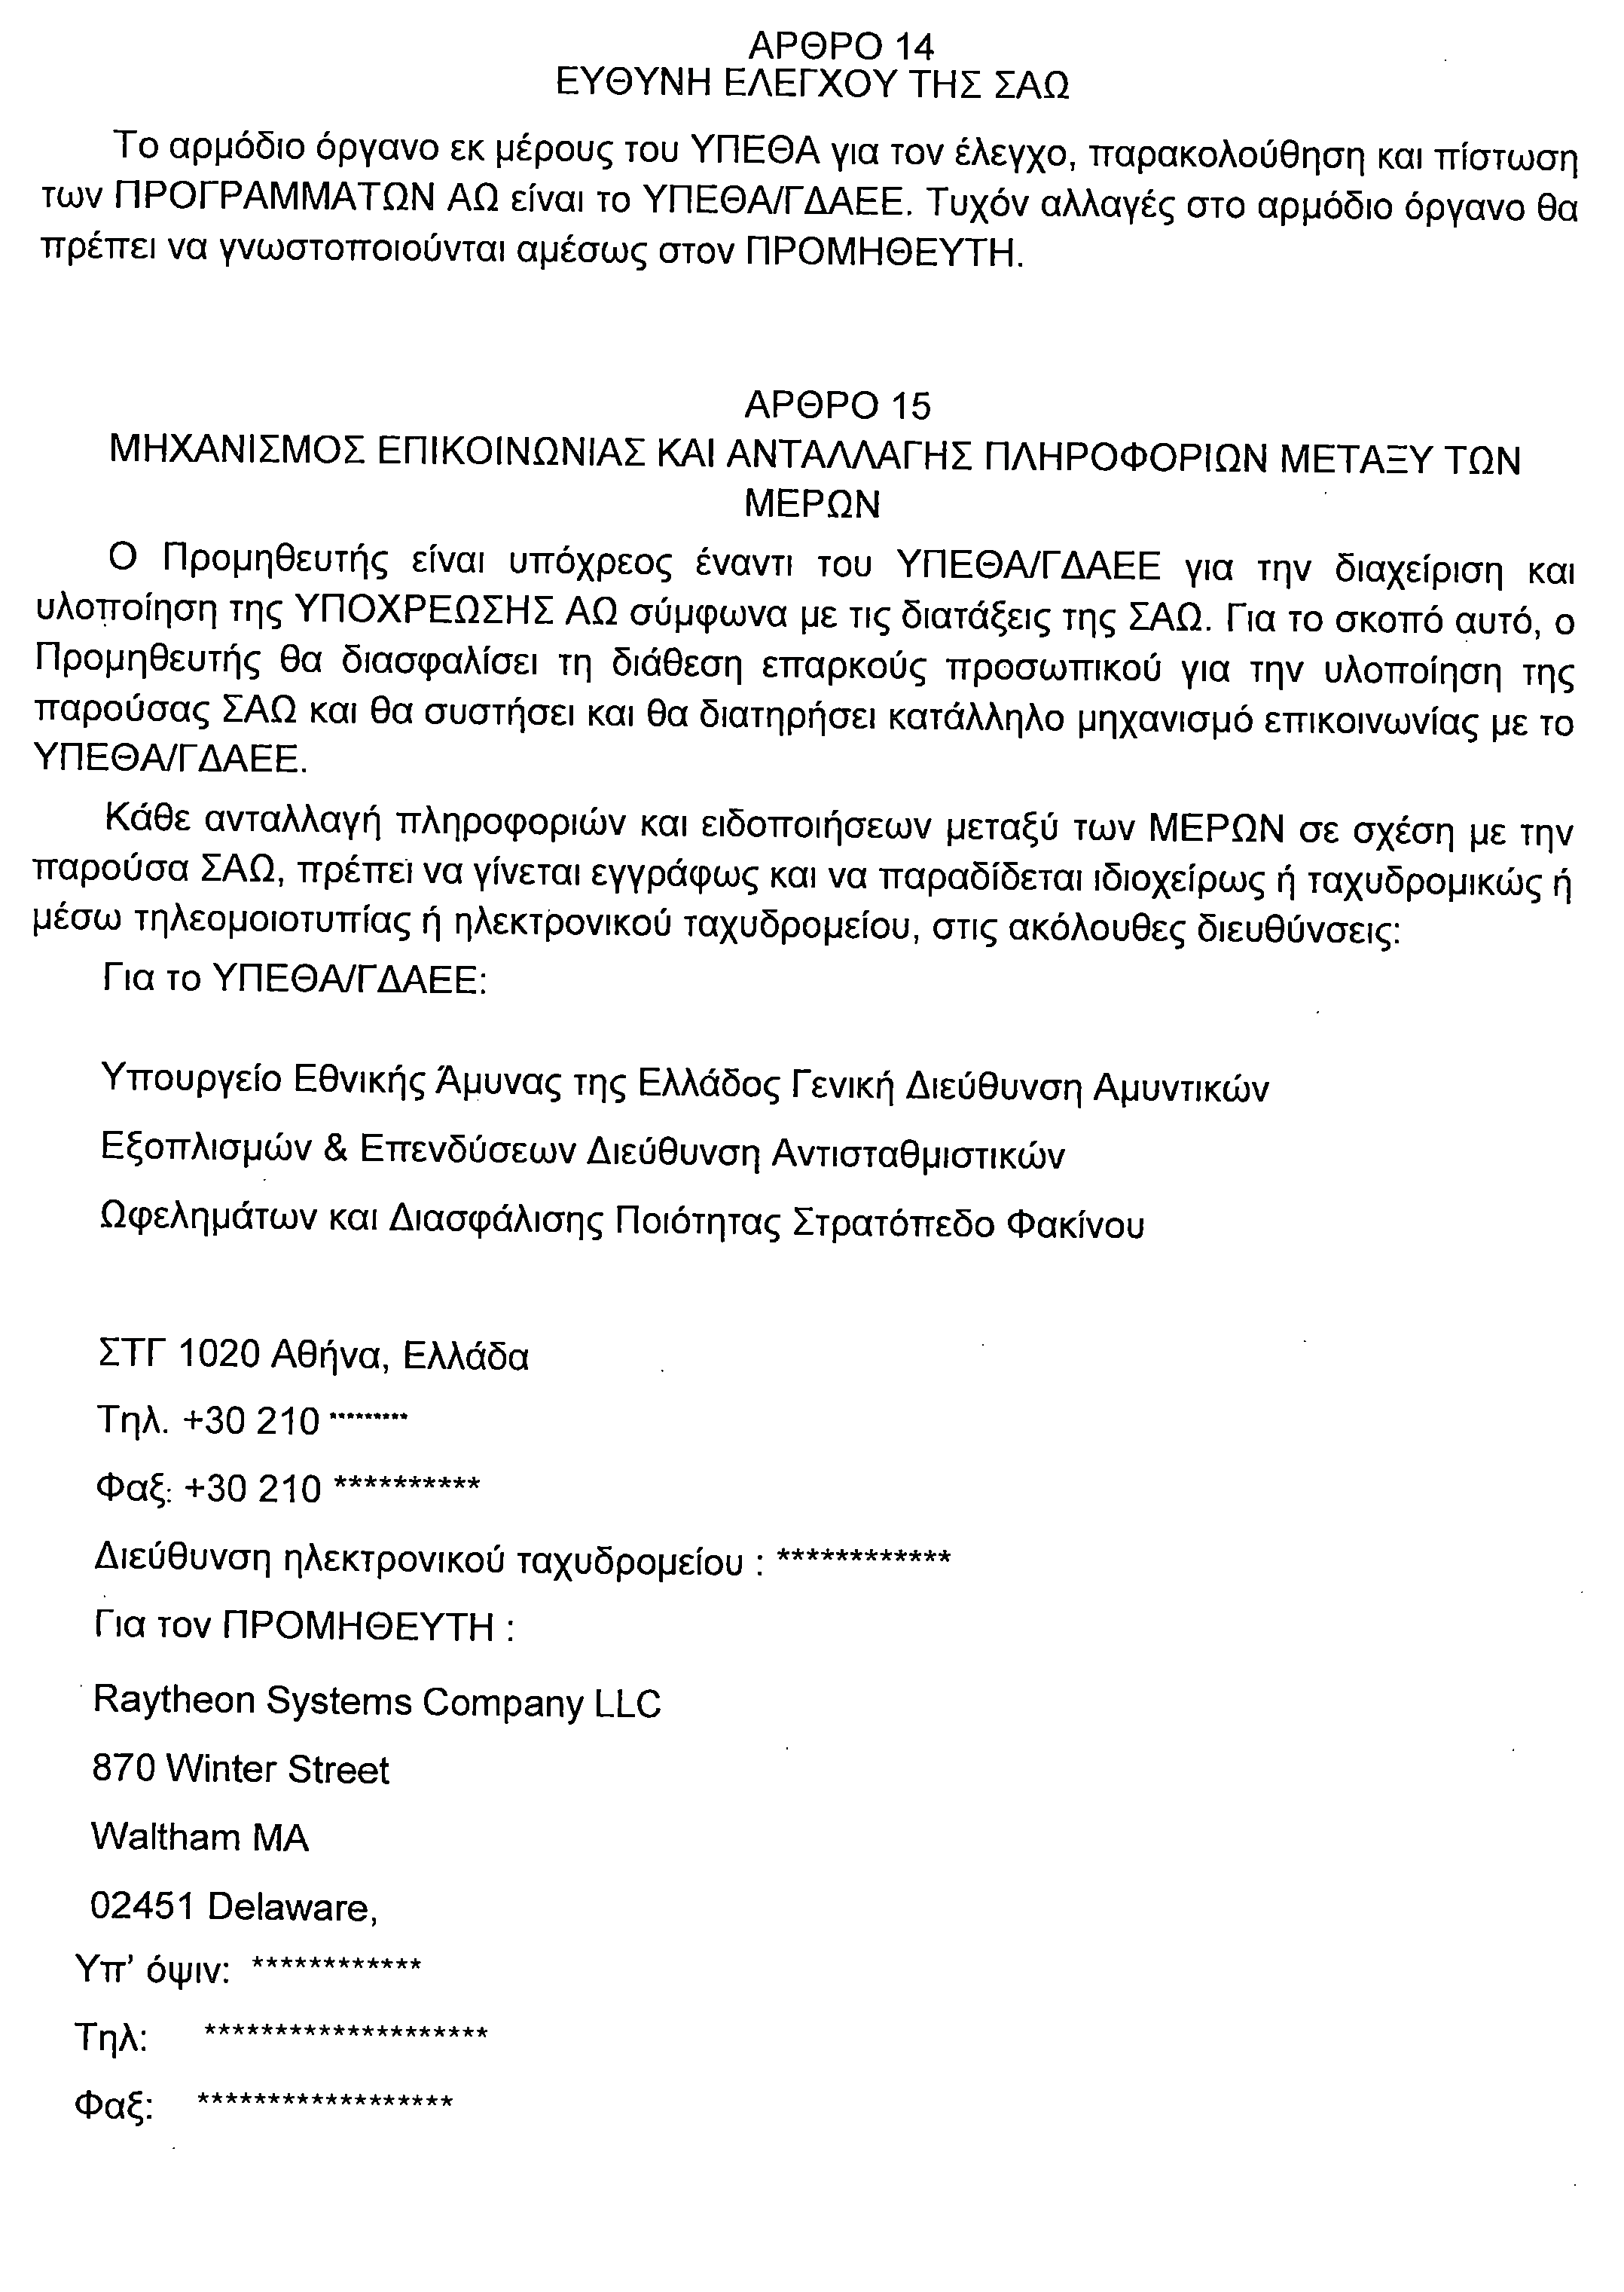 ΑΡΘΡΟ 14
ΕΥΘΥΝΗ ΕΛΕΓΧΟΥ ΤΗΣ ΣΑΩ
Το αρμόδιο όργανο εκ μέρους του ΥΠΕΘΑ για τον έλεγχο, παρακολούθηση και πίστωση
των ΠΡΟΓΡΑΜΜΑΤΩΝ ΑΩ είναι το ΥΠΕΘΑ/ΓΔΑΕΕ. Τυχόν αλλαγές στο αρμόδιο όργανο θα
πρέπει να γνωστοποιούνται αμέσως στον ΠΡΟΜΗΘΕΥΤΗ.
ΑΡΘΡΟ 15
ΜΗΧΑΝΙΣΜΟΣ ΕΠΙΚΟΙΝΩΝΙΑΣ ΚΑΙ ΑΝΤΑΛΛΑΓΗΣ ΠΛΗΡΟΦΟΡΙΩΝ ΜΕΤΑΞΥ ΤΩΝ
ΜΕΡΩΝ
Ο Προμηθευτής είναι υπόχρεος έναντι του ΥΠΕΘΑ/ΓΔΑΕΕ για την διαχείριση και
υλοποίηση της ΥΠΟΧΡΕΩΣΗΣ ΑΩ σύμφωνα με τις διατάξεις της ΣΑΩ. Για το σκοπό αυτό, ο
Προμηθευτής θα διασφαλίσει τη διάθεση επαρκούς προσωπικού για την υλοποίηση της
παρούσας ΣΑΩ και θα συστήσει και θα διατηρήσει κατάλληλο μηχανισμό επικοινωνίας με το
ΥΠΕΘΑ/ΓΔΑΕΕ.
Κάθε ανταλλαγή πληροφοριών και ειδοποιήσεων μεταξύ των ΜΕΡΩΝ σε σχέση με την
παρούσα ΣΑΩ, πρέπει να γίνεται εγγράφως και να παραδίδεται ιδιοχείρως ή ταχυδρομικώς ή
μέσω τηλεομοιοτυπίας ή ηλεκτρονικού ταχυδρομείου, στις ακόλουθες διευθύνσεις:
Για το ΥΠΕΘΑ/ΓΔΑΕΕ:
Υπουργείο Εθνικής Άμυνας της Ελλάδος Γενική Διεύθυνση Αμυντικών
Εξοπλισμών & Επενδύσεων Διεύθυνση Αντισταθμιστικών
Ωφελημάτων και Διασφάλισης Ποιότητας Στρατόπεδο Φακίνου
ΣΤΓ 1020 Αθήνα, Ελλάδα
Τηλ. +30 210 *********
Φαξ: +30 210 **********
Διεύθυνση ηλεκτρονικού ταχυδρομείου : ************
Για τον ΠΡΟΜΗΘΕΥΤΗ :
Raytheon Systems Company LLC
870 Winter Street
Waltham MA
02451 Delaware,
Υπ’ όψιν: ************
Τηλ: ********************
Φαξ: ******************